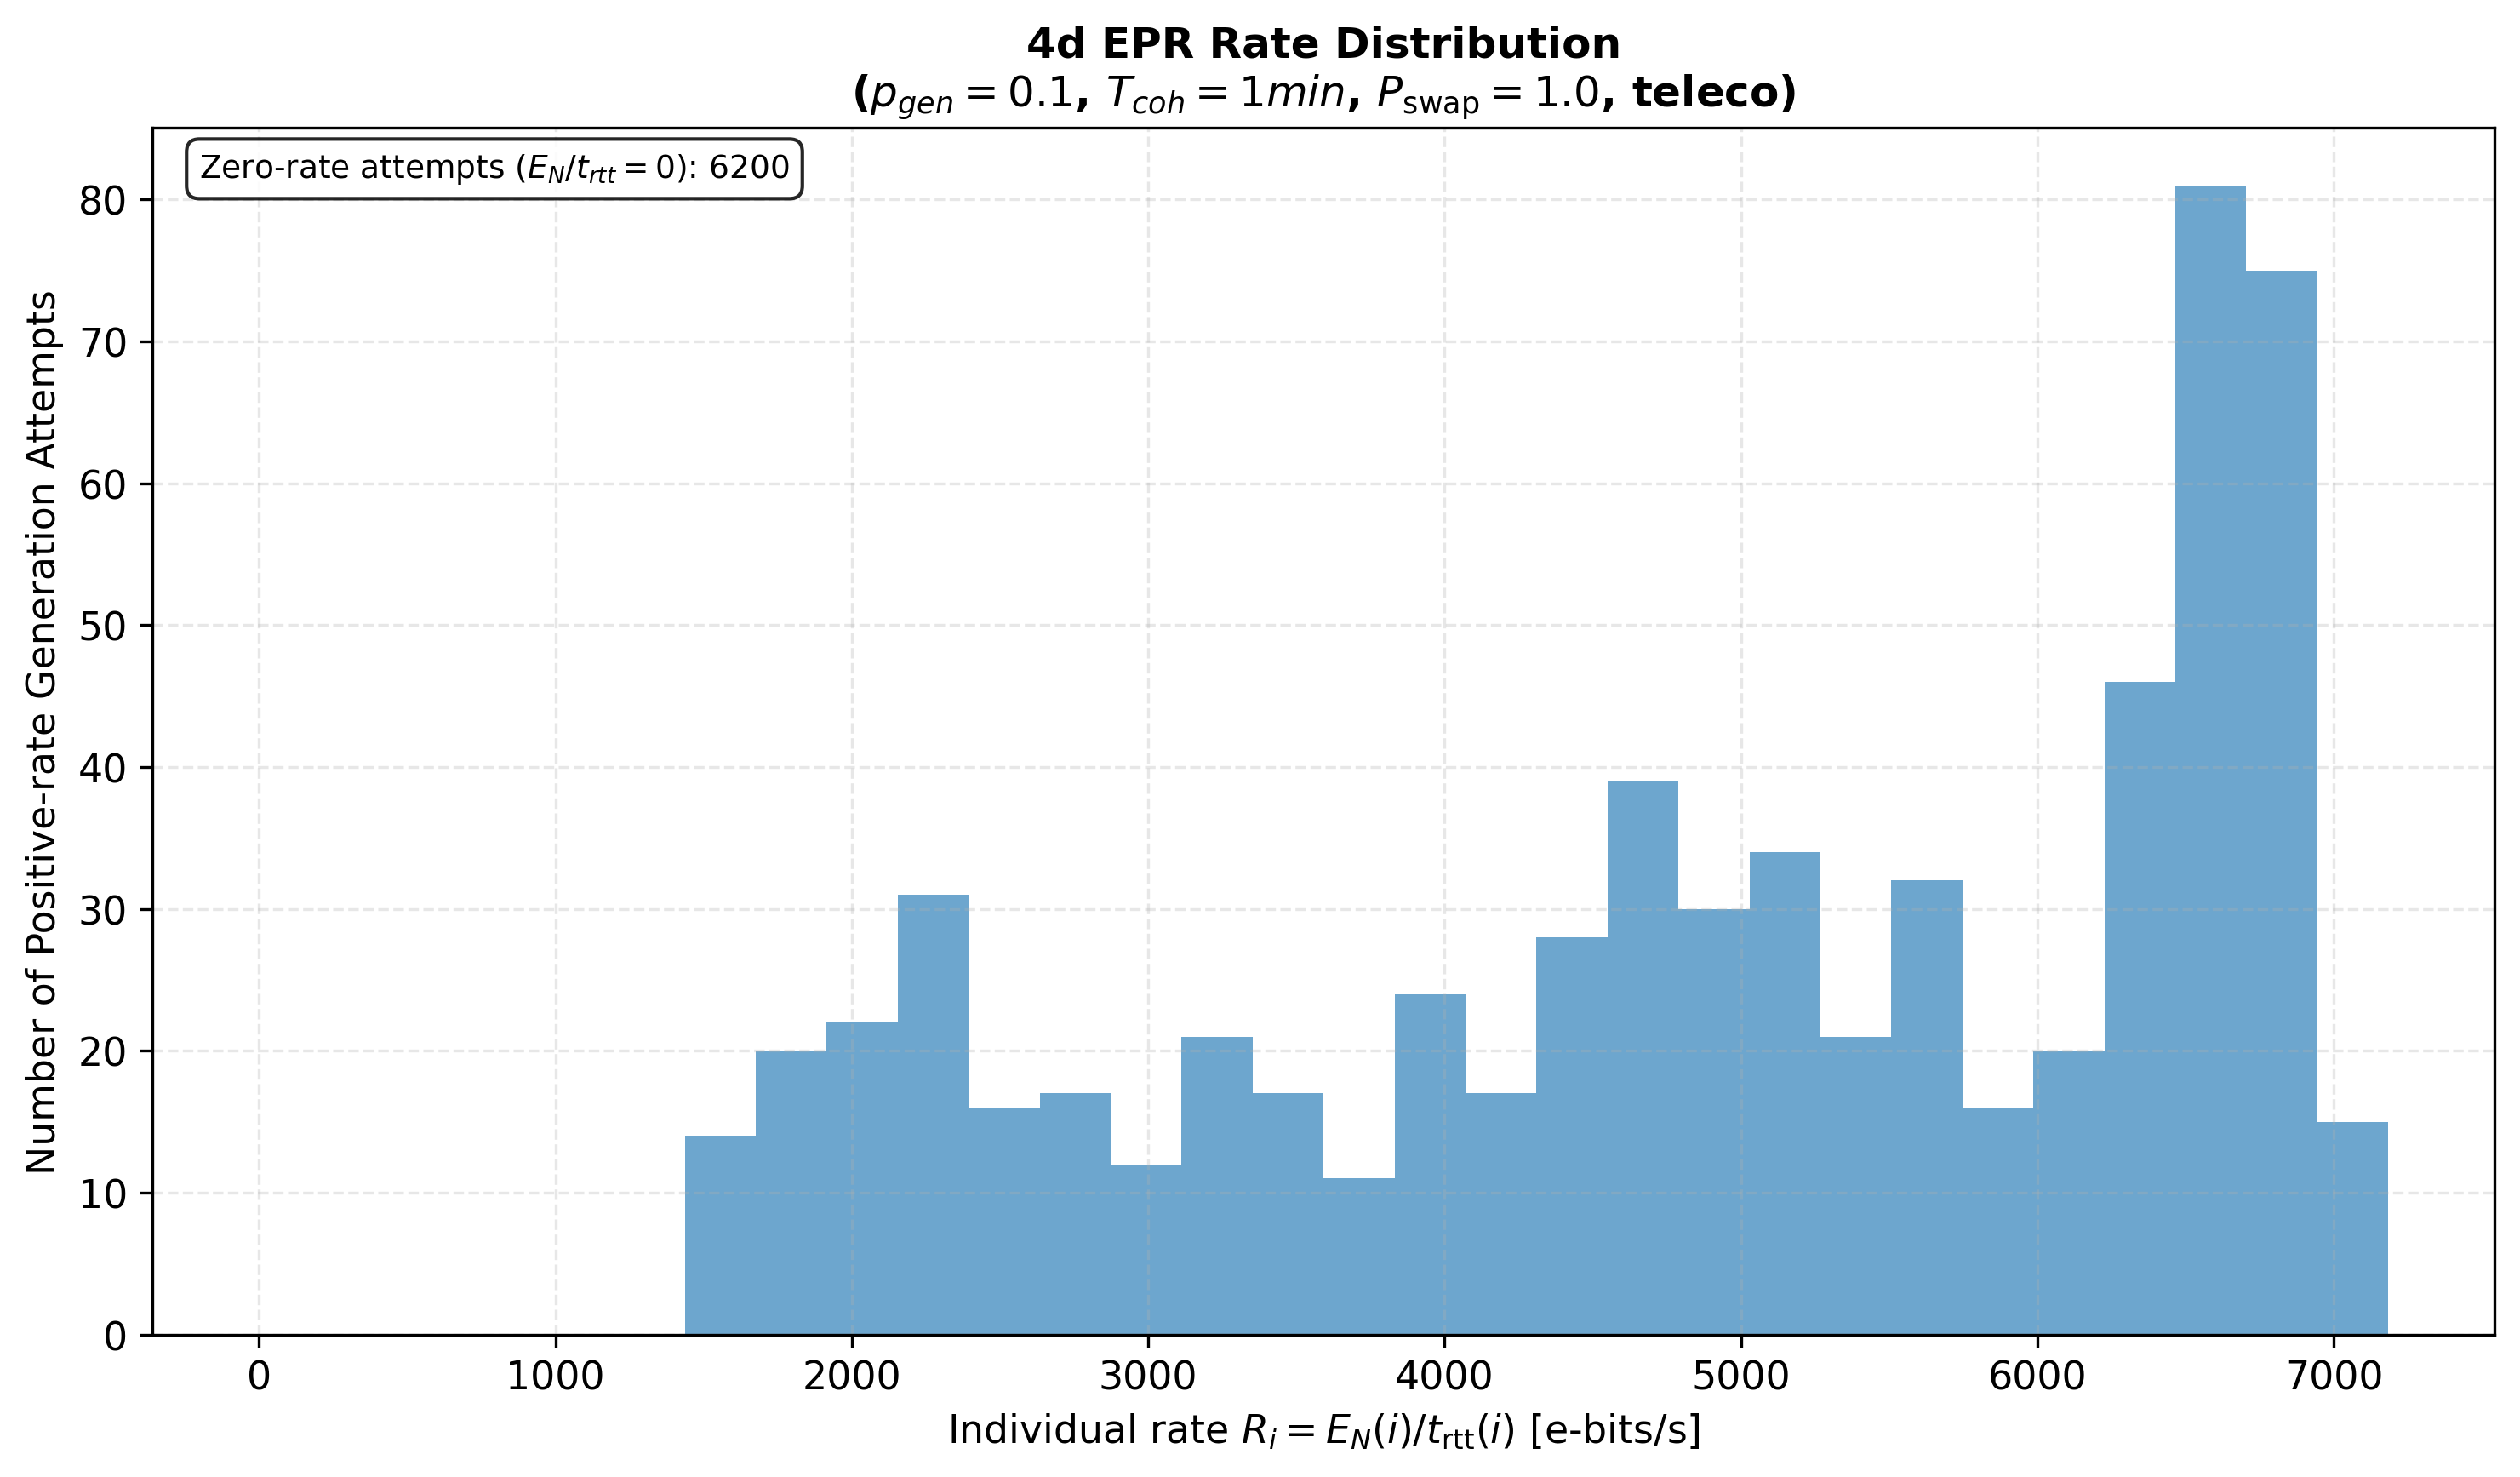 4d EPR Rate Distribution
(p_gen = 0.1, T_coh = 1min, P_swap = 1.0, teleco)
Zero-rate attempts (E_N/t_rtt = 0): 6200
Number of Positive-rate Generation Attempts
80
70
60
50
40
30
20
10
0
0 1000 2000 3000 4000 5000 6000 7000
Individual rate R_i = E_N(i)/t_rtt(i) [e-bits/s]